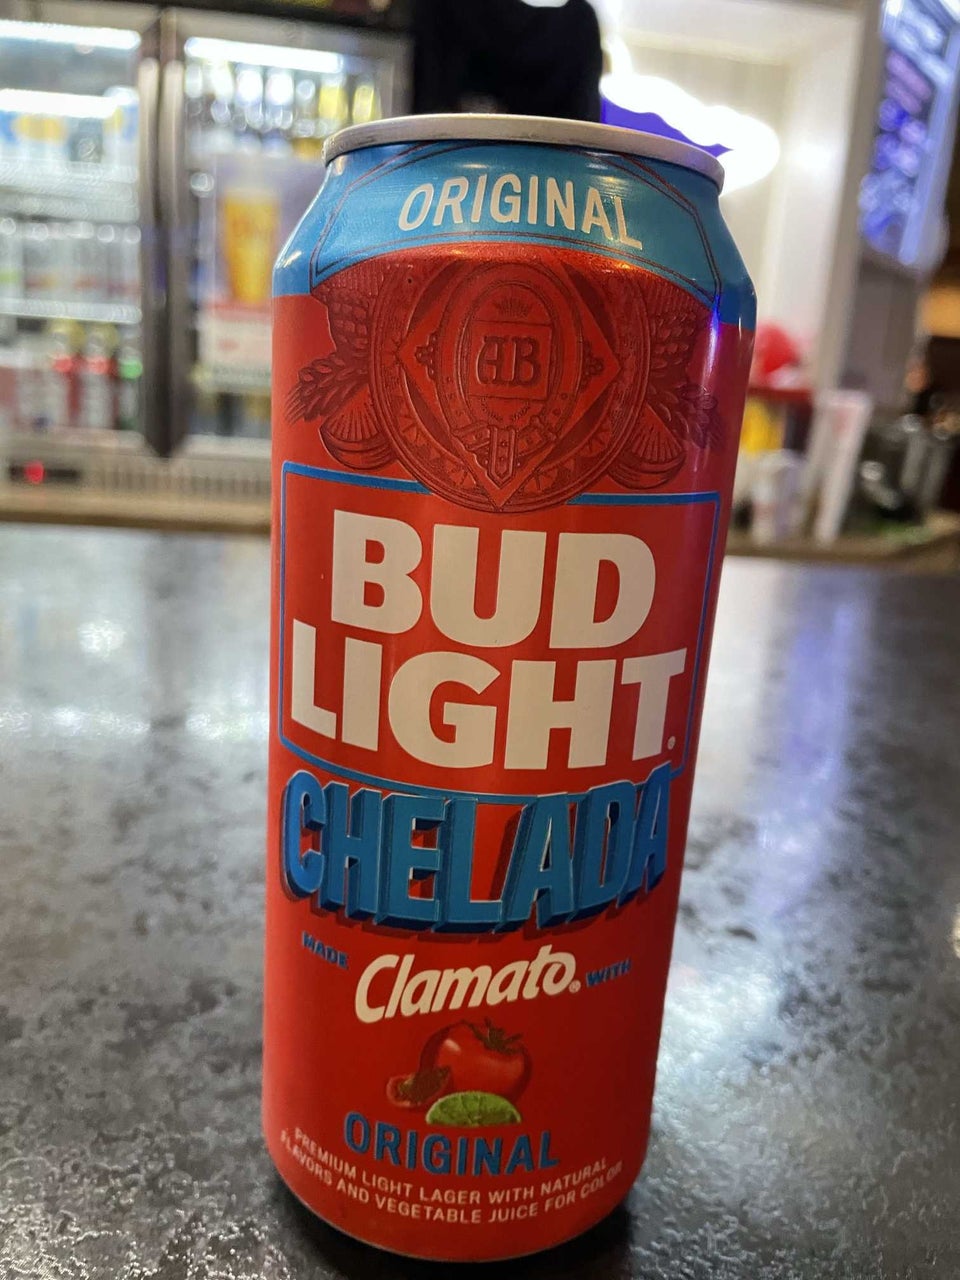 ORIGINAL
AB
BUD
LIGHT.
CHELADA
MADE Clamato® WITH
ORIGINAL
PREMIUM LIGHT LAGER WITH NATURAL
FLAVORS AND VEGETABLE JUICE FOR COLOR